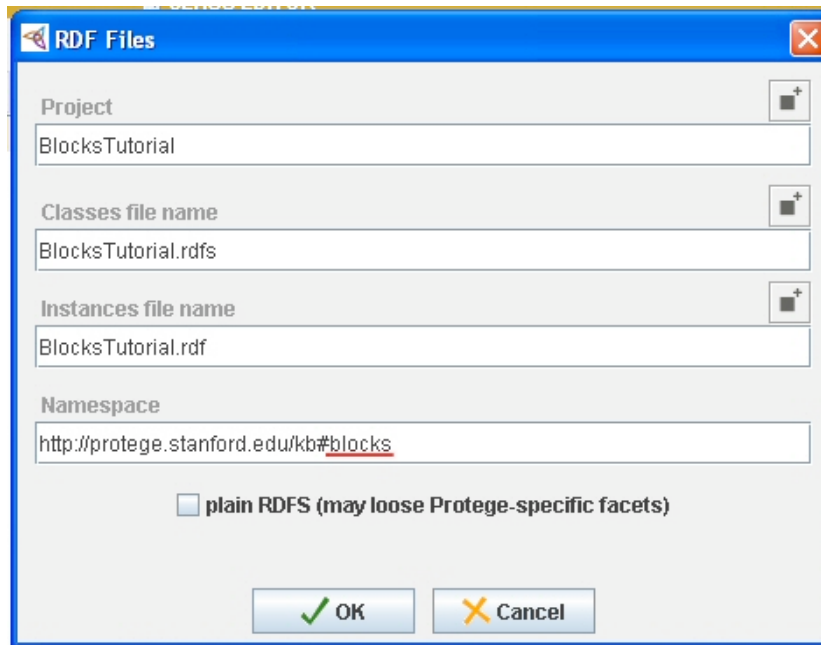 RDF Files
Project
BlocksTutorial
Classes file name
BlocksTutorial.rdfs
Instances file name
BlocksTutorial.rdf
Namespace
http://protege.stanford.edu/kb#blocks
plain RDFS (may loose Protege-specific facets)
OK
Cancel